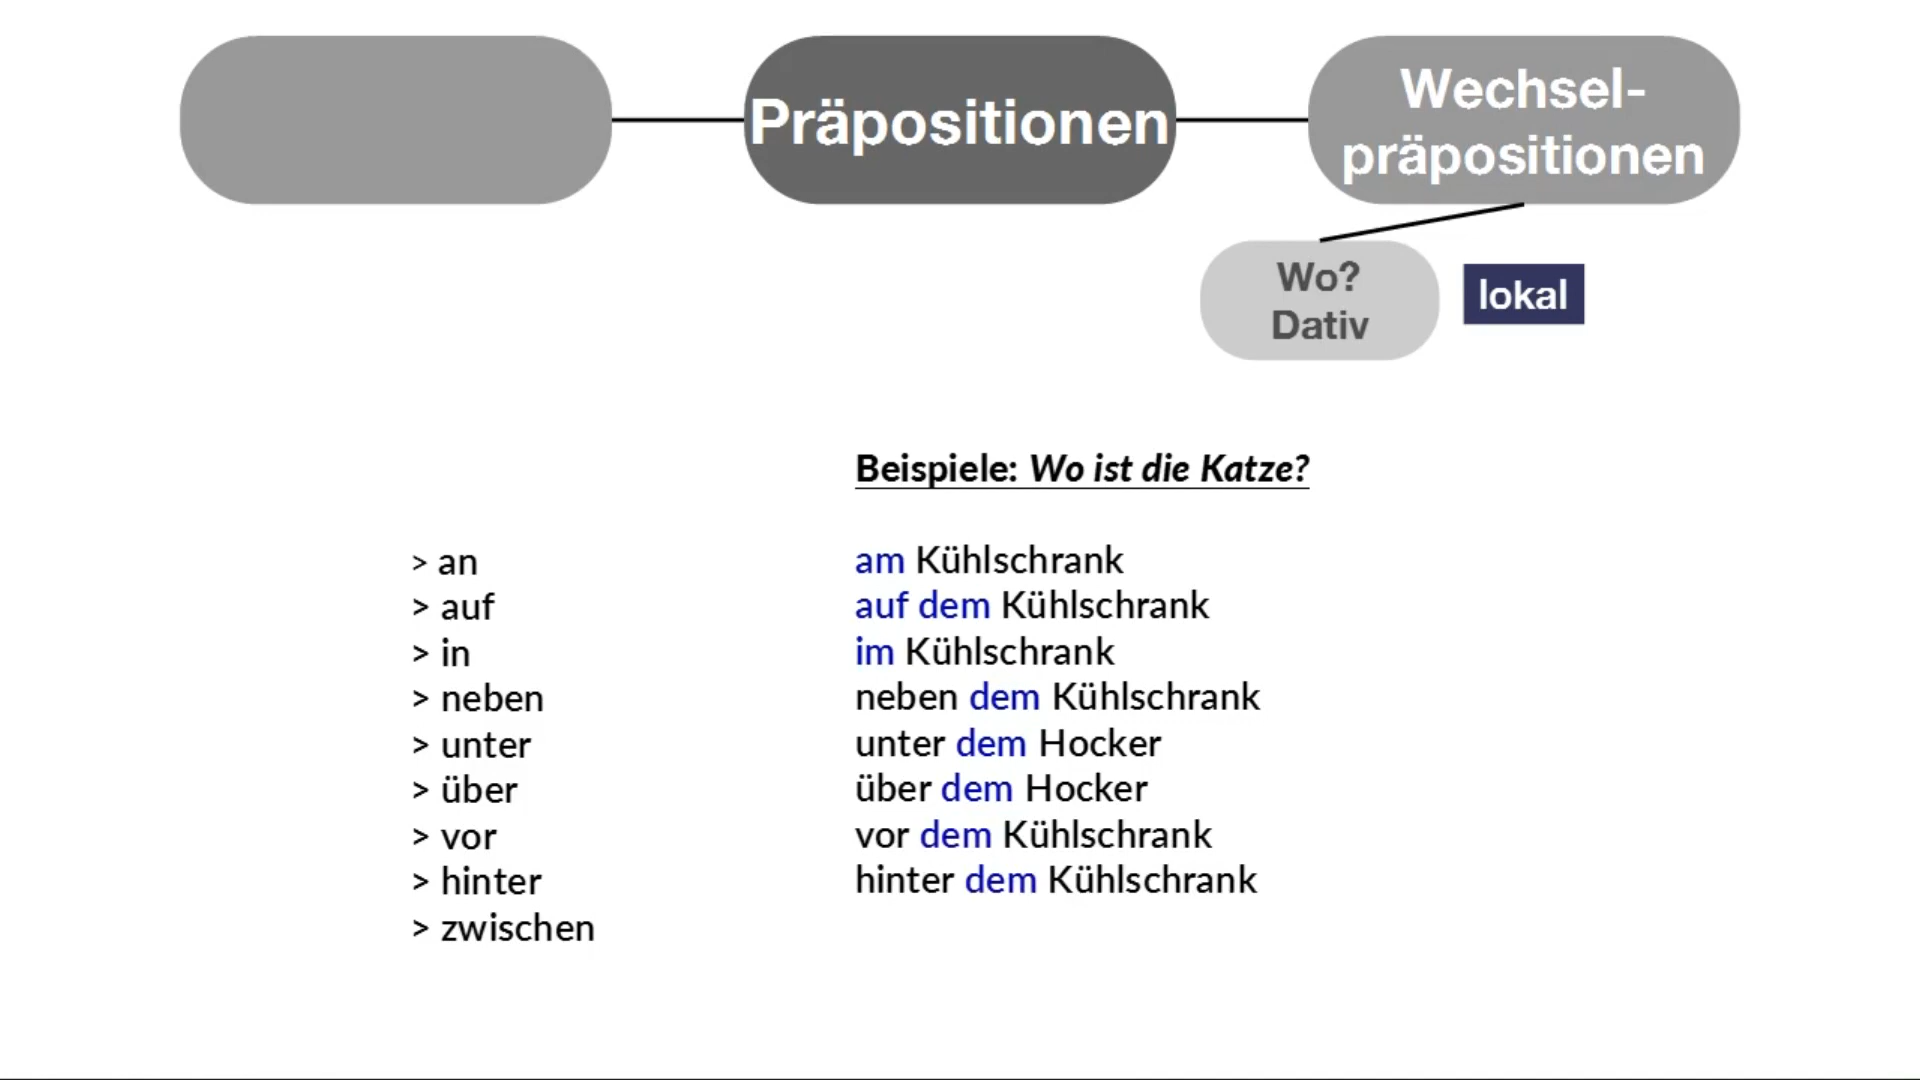 Präpositionen
Wechsel-
präpositionen
Wo?
Dativ
lokal
Beispiele: Wo ist die Katze?
> an
> auf
> in
> neben
> unter
> über
> vor
> hinter
> zwischen
am Kühlschrank
auf dem Kühlschrank
im Kühlschrank
neben dem Kühlschrank
unter dem Hocker
über dem Hocker
vor dem Kühlschrank
hinter dem Kühlschrank